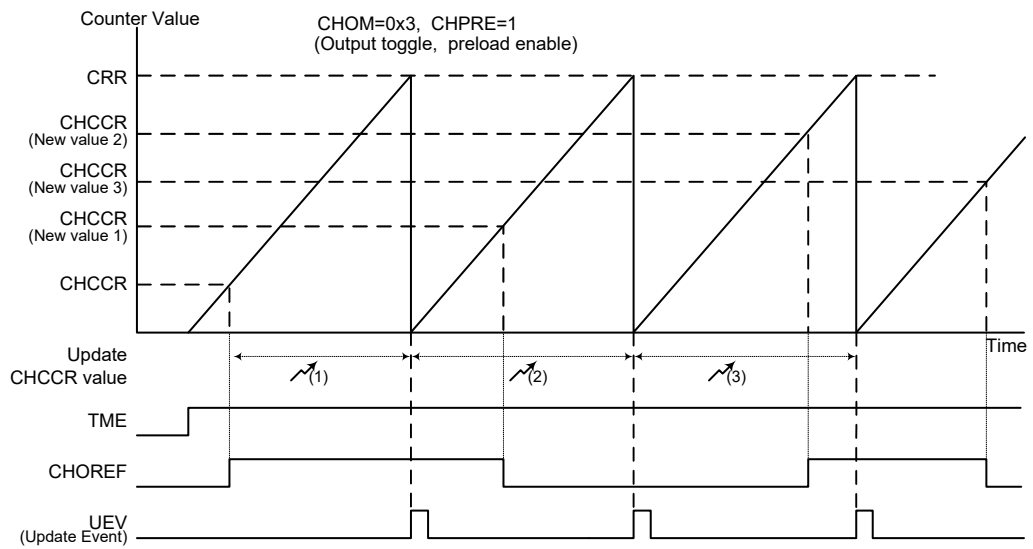 Counter Value
CHOM=0x3, CHPRE=1
(Output toggle, preload enable)
CRR
CHCCR
(New value 2)
CHCCR
(New value 3)
CHCCR
(New value 1)
CHCCR
Time
Update
CHCCR value
(1)
(2)
(3)
TME
CHOREF
UEV
(Update Event)